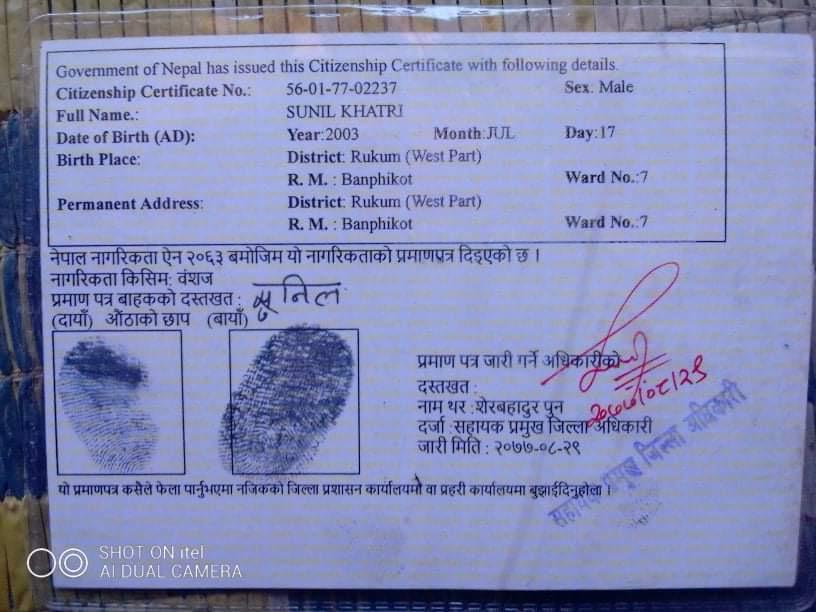 Government of Nepal has issued this Citizenship Certificate with following details.
Citizenship Certificate No.: 56-01-77-02237 Sex: Male
Full Name.: SUNIL KHATRI
Date of Birth (AD): Year:2003 Month:JUL Day:17
Birth Place: District: Rukum (West Part)
R. M. : Banphikot Ward No.:7
Permanent Address: District: Rukum (West Part)
R. M. : Banphikot Ward No.:7
नेपाल नागरिकता ऐन २०६३ बमोजिम यो नागरिकताको प्रमाणपत्र दिइएको छ ।
नागरिकता किसिम: वंशज
प्रमाण पत्र बाहकको दस्तखत : सुनिल
(दायाँ) औंठाको छाप (बायाँ)
प्रमाण पत्र जारी गर्ने अधिकारीको
दस्तखत :
२०७७/०८/२९
नाम थर : शेरबहादुर पुन
दर्जा : सहायक प्रमुख जिल्ला अधिकारी
जारी मिति : २०७७-०८-२९
सहायक प्रमुख जिल्ला अधिकारी
यो प्रमाणपत्र कसैले फेला पार्नुभएमा नजिकको जिल्ला प्रशासन कार्यालयमा वा प्रहरी कार्यालयमा बुझाईदिनुहोला ।
SHOT ON itel
AI DUAL CAMERA